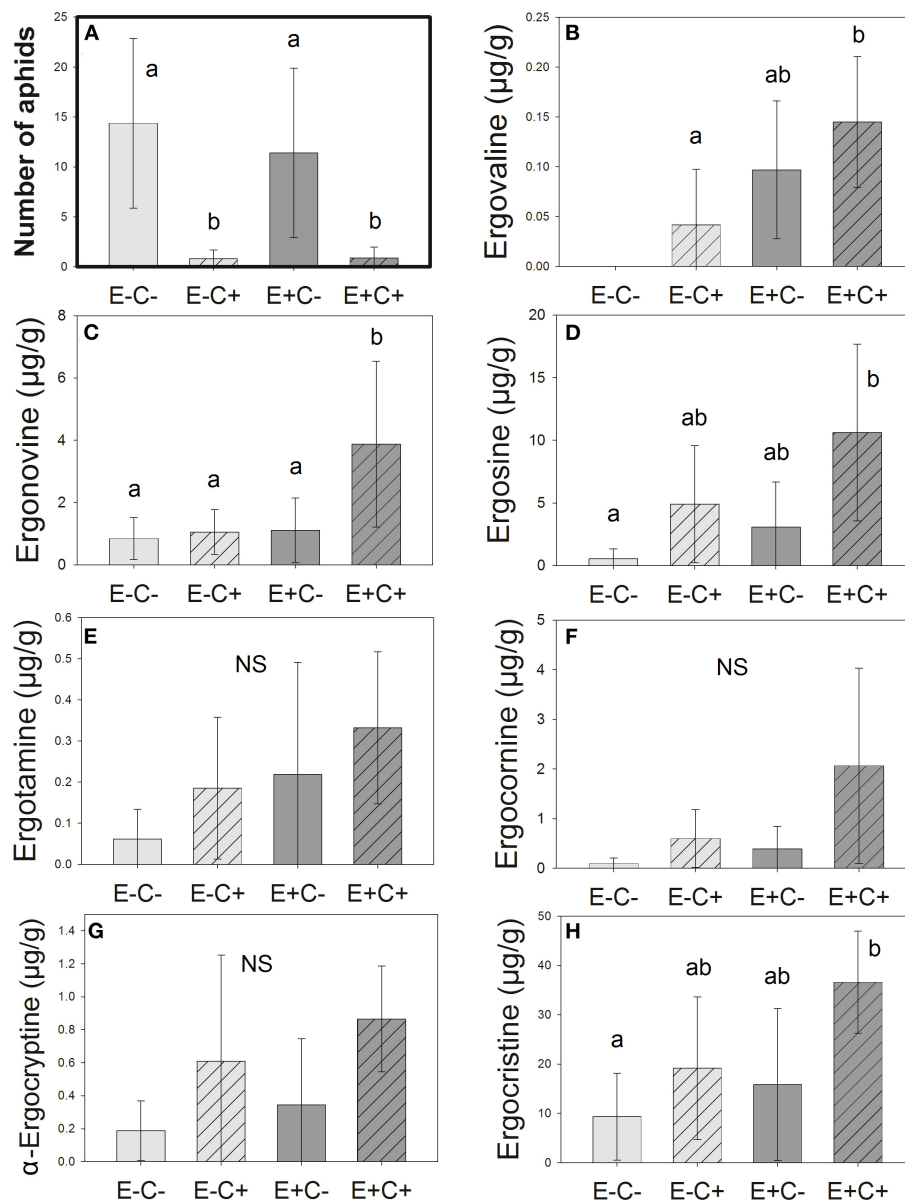 A
Number of aphids
25
20
15
10
5
0
a
b
a
b
E-C- E-C+ E+C- E+C+
B
Ergovaline (µg/g)
0.25
0.20
0.15
0.10
0.05
0.00
a
ab
b
E-C- E-C+ E+C- E+C+
C
Ergonovine (µg/g)
8
6
4
2
0
a
a
a
b
E-C- E-C+ E+C- E+C+
D
Ergosine (µg/g)
20
15
10
5
0
a
ab
ab
b
E-C- E-C+ E+C- E+C+
E
Ergotamine (µg/g)
0.6
0.5
0.4
0.3
0.2
0.1
0.0
NS
E-C- E-C+ E+C- E+C+
F
Ergocornine (µg/g)
5
4
3
2
1
0
NS
E-C- E-C+ E+C- E+C+
G
α-Ergocryptine (µg/g)
1.4
1.2
1.0
0.8
0.6
0.4
0.2
0.0
NS
E-C- E-C+ E+C- E+C+
H
Ergocristine (µg/g)
50
40
30
20
10
0
a
ab
ab
b
E-C- E-C+ E+C- E+C+